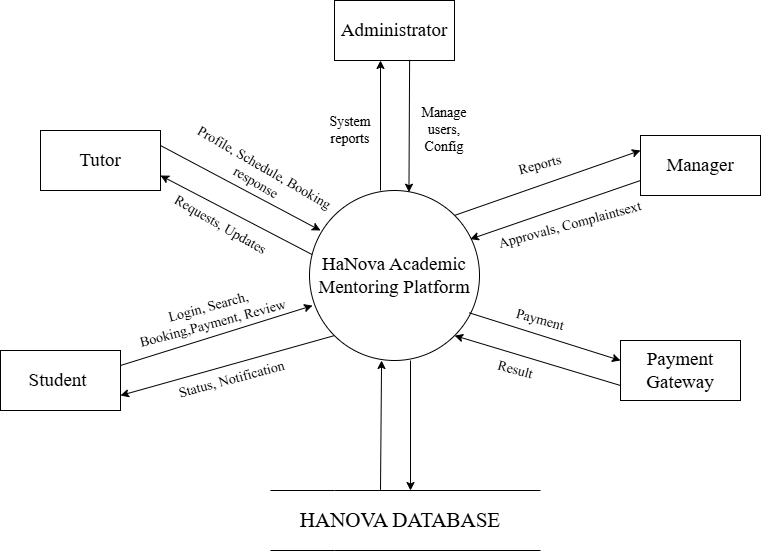 Administrator
System
reports
Manage
users,
Config
Tutor
Profile, Schedule, Booking
response
Requests, Updates
Reports
Manager
Approvals, Complaintsext
HaNova Academic
Mentoring Platform
Login, Search,
Booking,Payment, Review
Student
Status, Notification
Payment
Result
Payment
Gateway
HANOVA DATABASE